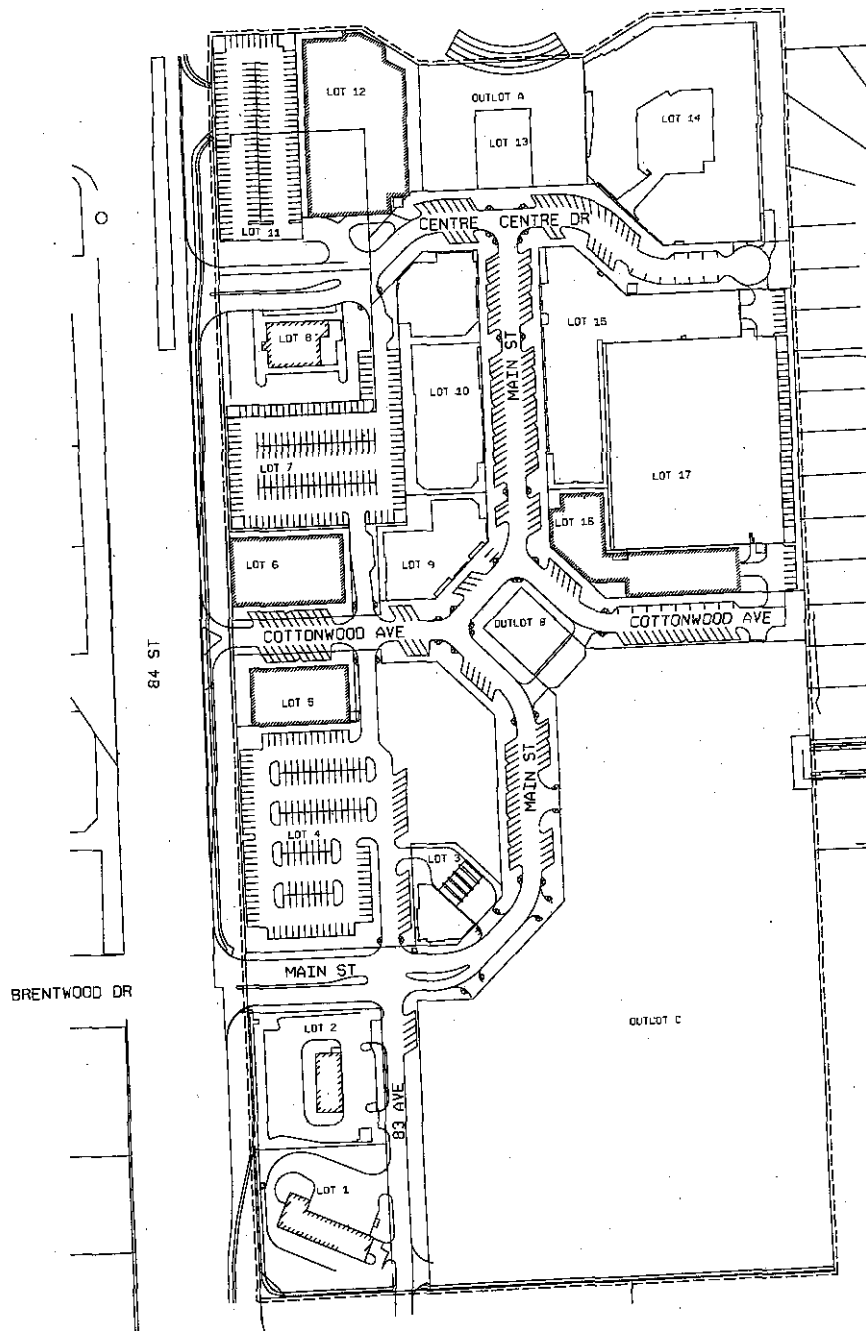 LOT 12
OUTLOT A
LOT 14
LOT 13
CENTRE CENTRE DR
LOT 11
LOT 15
LOT 8
MAIN ST
LOT 10
LOT 7
LOT 17
LOT 16
LOT 6
LOT 9
COTTONWOOD AVE
OUTLOT B
COTTONWOOD AVE
84 ST
LOT 5
MAIN ST
LOT 4
LOT 3
MAIN ST
BRENTWOOD DR
OUTLOT C
LOT 2
83 AVE
LOT 1